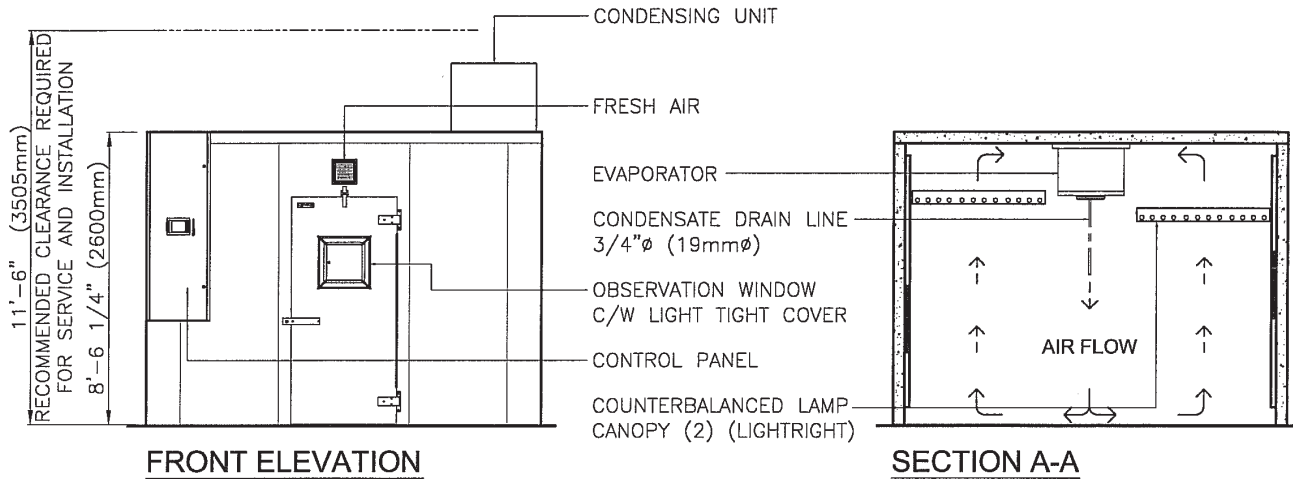 11'-6" (3505mm)
RECOMMENDED CLEARANCE REQUIRED
FOR SERVICE AND INSTALLATION
8'-6 1/4" (2600mm)
CONDENSING UNIT
FRESH AIR
EVAPORATOR
CONDENSATE DRAIN LINE
3/4"ø (19mmø)
OBSERVATION WINDOW
C/W LIGHT TIGHT COVER
CONTROL PANEL
COUNTERBALANCED LAMP
CANOPY (2) (LIGHTRIGHT)
AIR FLOW
FRONT ELEVATION
SECTION A-A